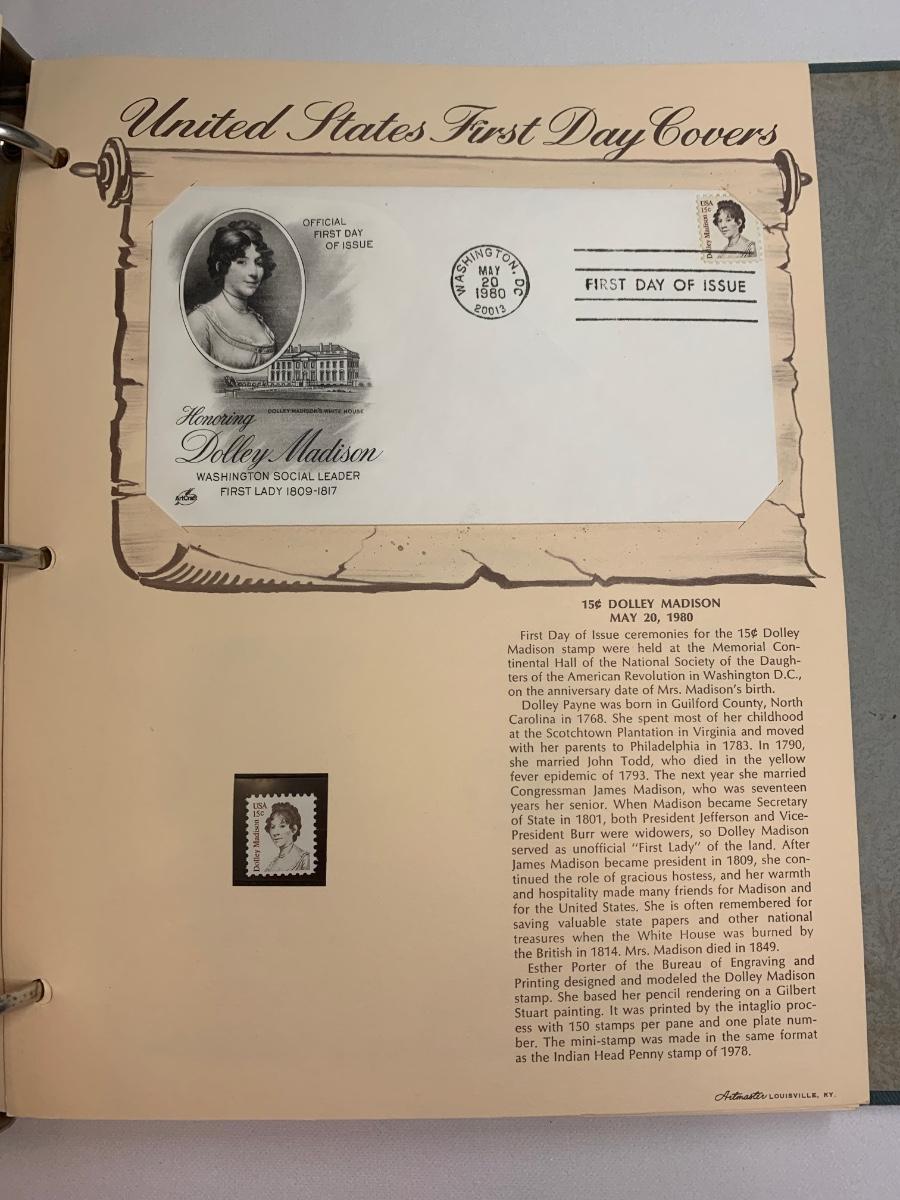 United States First Day Covers
OFFICIAL
FIRST DAY
OF ISSUE
DOLLEY MADISON'S WHITE HOUSE
Honoring
Dolley Madison
WASHINGTON SOCIAL LEADER
FIRST LADY 1809-1817
ArtCraft
WASHINGTON, DC
MAY
20
1980
20013
USA
15c
Dolley Madison
FIRST DAY OF ISSUE
15¢ DOLLEY MADISON
MAY 20, 1980
First Day of Issue ceremonies for the 15¢ Dolley
Madison stamp were held at the Memorial Con-
tinental Hall of the National Society of the Daugh-
ters of the American Revolution in Washington D.C.,
on the anniversary date of Mrs. Madison's birth.
Dolley Payne was born in Guilford County, North
Carolina in 1768. She spent most of her childhood
at the Scotchtown Plantation in Virginia and moved
with her parents to Philadelphia in 1783. In 1790,
she married John Todd, who died in the yellow
fever epidemic of 1793. The next year she married
Congressman James Madison, who was seventeen
years her senior. When Madison became Secretary
of State in 1801, both President Jefferson and Vice-
President Burr were widowers, so Dolley Madison
served as unofficial "First Lady" of the land. After
James Madison became president in 1809, she con-
tinued the role of gracious hostess, and her warmth
and hospitality made many friends for Madison and
for the United States. She is often remembered for
saving valuable state papers and other national
treasures when the White House was burned by
the British in 1814. Mrs. Madison died in 1849.
Esther Porter of the Bureau of Engraving and
Printing designed and modeled the Dolley Madison
stamp. She based her pencil rendering on a Gilbert
Stuart painting. It was printed by the intaglio proc-
ess with 150 stamps per pane and one plate num-
ber. The mini-stamp was made in the same format
as the Indian Head Penny stamp of 1978.
USA
15c
Dolley Madison
Artmaster LOUISVILLE, KY.